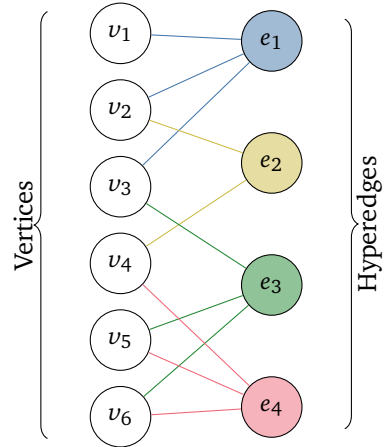 Vertices
v₁
v₂
v₃
v₄
v₅
v₆
e₁
e₂
e₃
e₄
Hyperedges